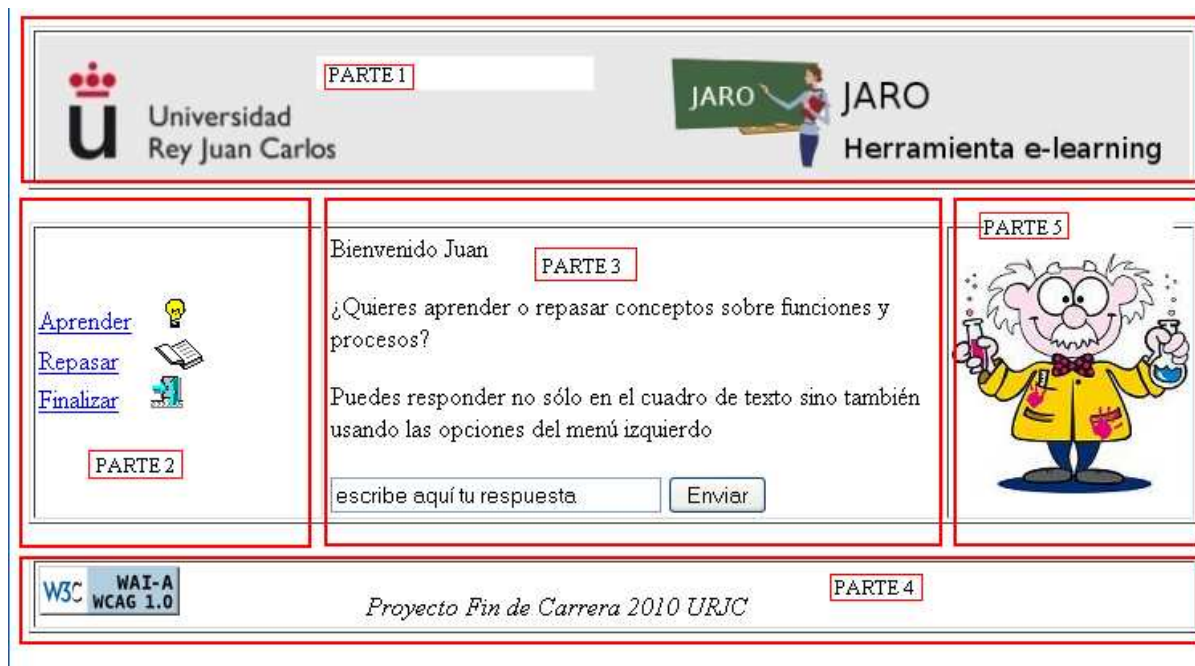 PARTE 1
Universidad
Rey Juan Carlos
JARO
JARO
Herramienta e-learning
Aprender
Repasar
Finalizar
PARTE 2
Bienvenido Juan
PARTE 3
¿Quieres aprender o repasar conceptos sobre funciones y
procesos?
Puedes responder no sólo en el cuadro de texto sino también
usando las opciones del menú izquierdo
escribe aquí tu respuesta
Enviar
PARTE 5
W3C WAI-A
WCAG 1.0
Proyecto Fin de Carrera 2010 URJC
PARTE 4